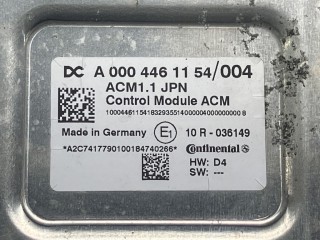 DC A 000 446 11 54/004
ACM1.1 JPN
Control Module ACM
Made in Germany E1 10 R - 036149
*A2C7417790100184740266* Continental
HW: D4
SW: ---